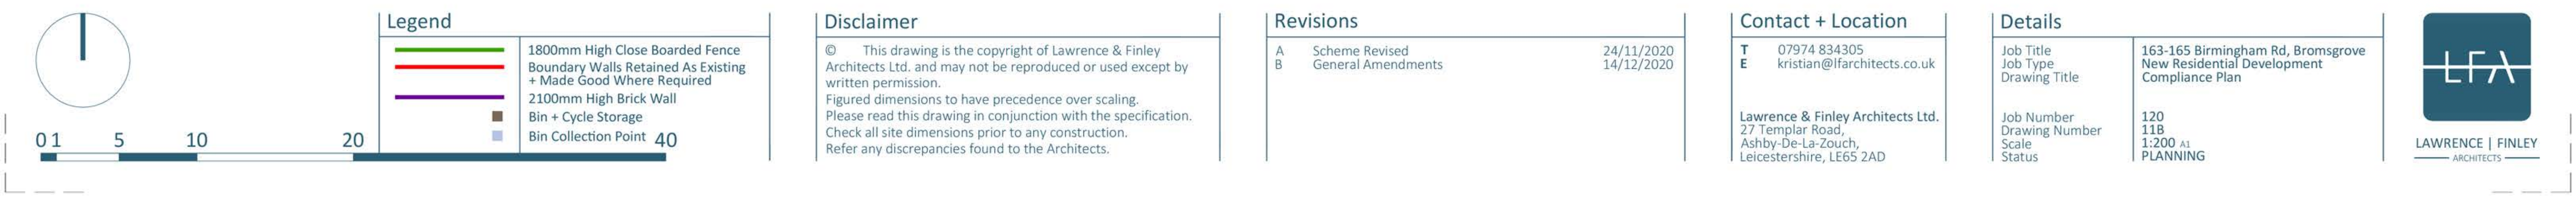 0 1 5 10 20 40
Legend
1800mm High Close Boarded Fence
Boundary Walls Retained As Existing
+ Made Good Where Required
2100mm High Brick Wall
Bin + Cycle Storage
Bin Collection Point
Disclaimer
© This drawing is the copyright of Lawrence & Finley
Architects Ltd. and may not be reproduced or used except by
written permission.
Figured dimensions to have precedence over scaling.
Please read this drawing in conjunction with the specification.
Check all site dimensions prior to any construction.
Refer any discrepancies found to the Architects.
Revisions
A Scheme Revised 24/11/2020
B General Amendments 14/12/2020
Contact + Location
T 07974 834305
E kristian@lfarchitects.co.uk
Lawrence & Finley Architects Ltd.
27 Templar Road,
Ashby-De-La-Zouch,
Leicestershire, LE65 2AD
Details
Job Title 163-165 Birmingham Rd, Bromsgrove
Job Type New Residential Development
Drawing Title Compliance Plan
Job Number 120
Drawing Number 11B
Scale 1:200 A1
Status PLANNING
LFA
LAWRENCE | FINLEY
ARCHITECTS